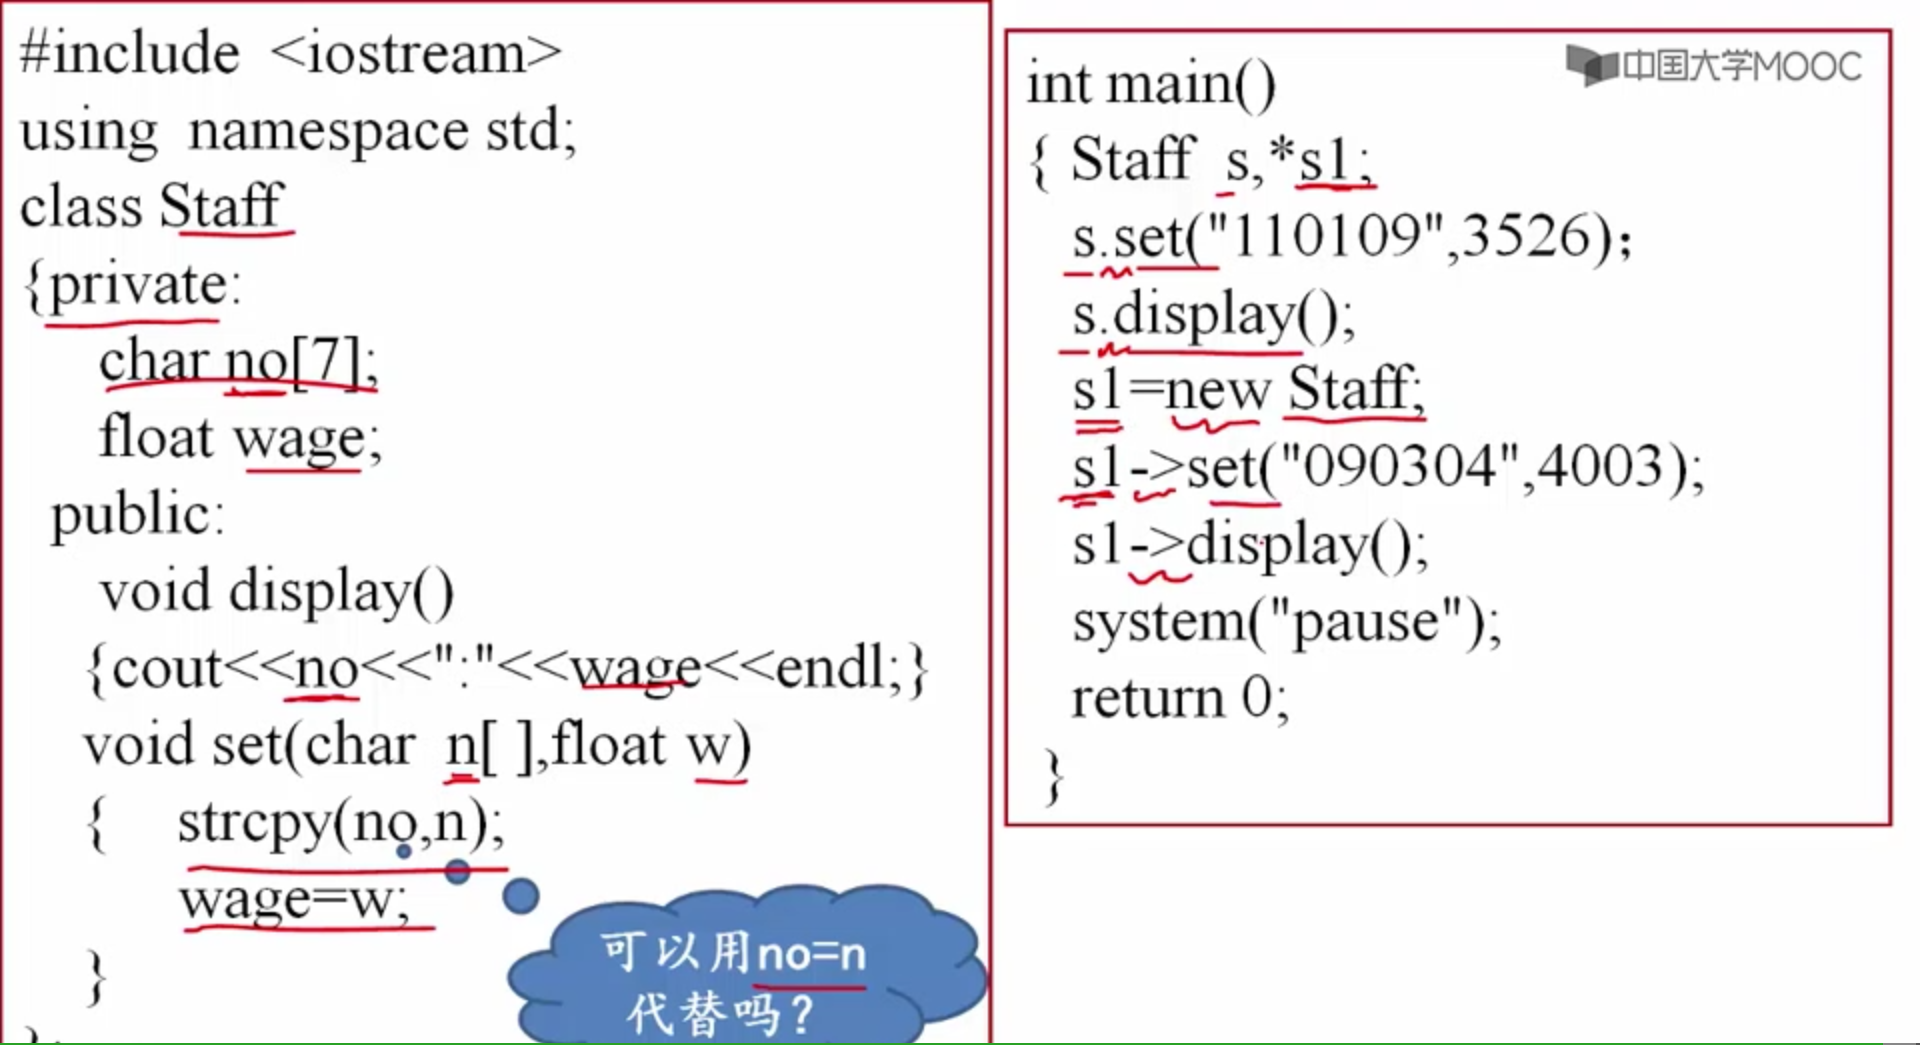 #include <iostream>
using namespace std;
class Staff
{private:
char no[7];
float wage;
public:
void display()
{cout<<no<<":"<<wage<<endl;}
void set(char n[ ],float w)
{ strcpy(no,n);
wage=w;
}
};
可以用no=n
代替吗?
中国大学MOOC
int main()
{ Staff s,*s1;
s.set("110109",3526);
s.display();
s1=new Staff;
s1->set("090304",4003);
s1->display();
system("pause");
return 0;
}